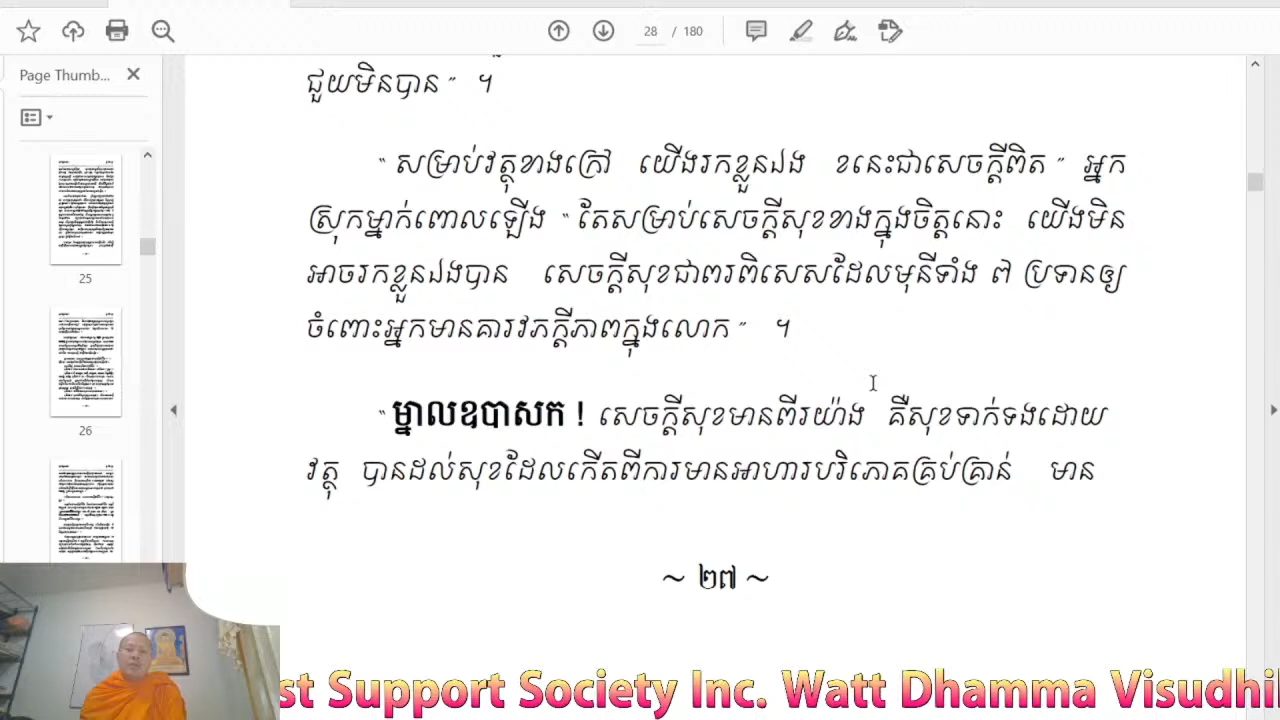 28 / 180
Page Thumb...
ជួយមិនបាន” ។
“សម្រាប់វត្ថុខាងក្រៅ យើងរកខ្លួនឯង ខនេះជាសេចក្តីពិត” អ្នក
ស្រុកម្នាក់ពោលឡើង “តែសម្រាប់សេចក្តីសុខខាងក្នុងចិត្តនោះ យើងមិន
អាចរកខ្លួនឯងបាន សេចក្តីសុខជាពរពិសេសដែលមុនីទាំង ៧ ប្រទានឲ្យ
ចំពោះអ្នកមានគារវភក្តីភាពក្នុងលោក” ។
“ម្នាលឧបាសក ! សេចក្តីសុខមានពីរយ៉ាង គឺសុខទាក់ទងដោយ
វត្ថុ បានដល់សុខដែលកើតពីការមានអាហារបរិភោគគ្រប់គ្រាន់ មាន
~ ២៧ ~
25
26
st Support Society Inc. Watt Dhamma Visudhi